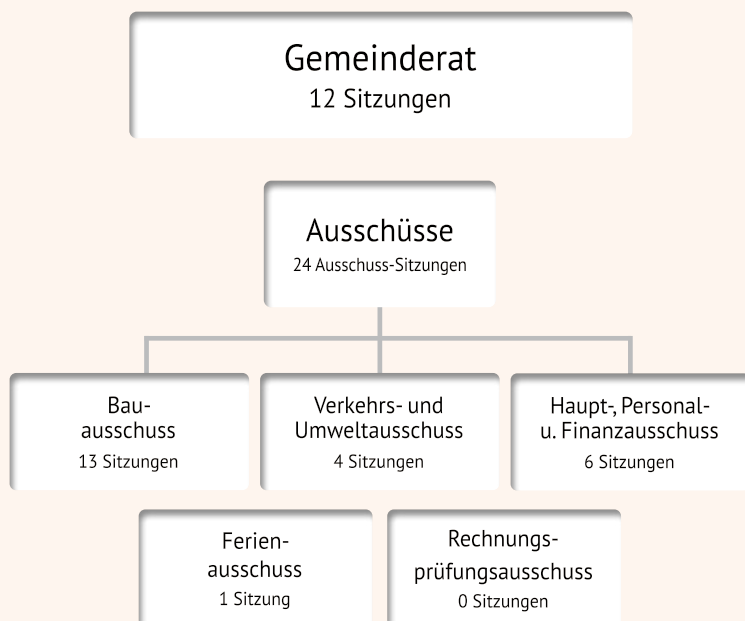 Gemeinderat
12 Sitzungen
Ausschüsse
24 Ausschuss-Sitzungen
Bau-
ausschuss
13 Sitzungen
Verkehrs- und
Umweltausschuss
4 Sitzungen
Haupt-, Personal-
u. Finanzausschuss
6 Sitzungen
Ferien-
ausschuss
1 Sitzung
Rechnungs-
prüfungsausschuss
0 Sitzungen